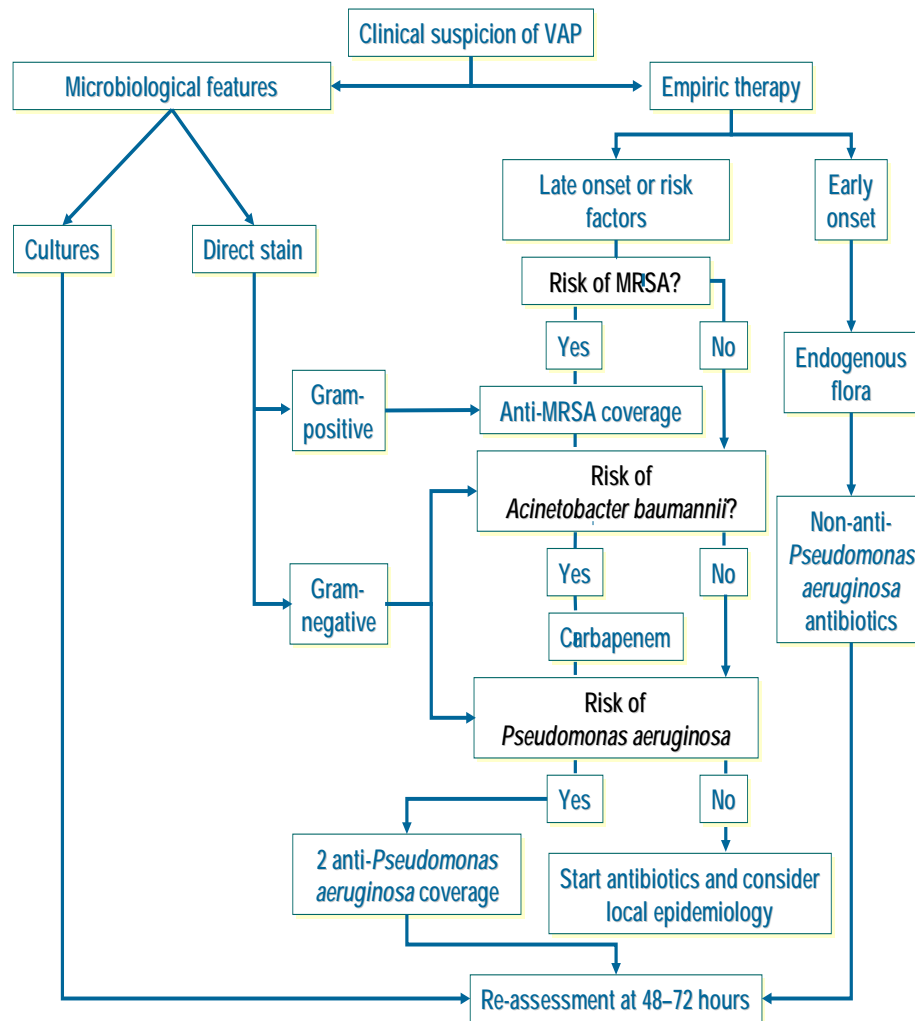 Clinical suspicion of VAP
Microbiological features
Empiric therapy
Late onset or risk
factors
Early
onset
Cultures
Direct stain
Risk of MRSA?
Yes
No
Endogenous
flora
Gram-
positive
Anti-MRSA coverage
Risk of
Acinetobacter baumannii?
Non-anti-
Pseudomonas
aeruginosa
antibiotics
Yes
No
Gram-
negative
Carbapenem
Risk of
Pseudomonas aeruginosa
Yes
No
2 anti-Pseudomonas
aeruginosa coverage
Start antibiotics and consider
local epidemiology
Re-assessment at 48–72 hours